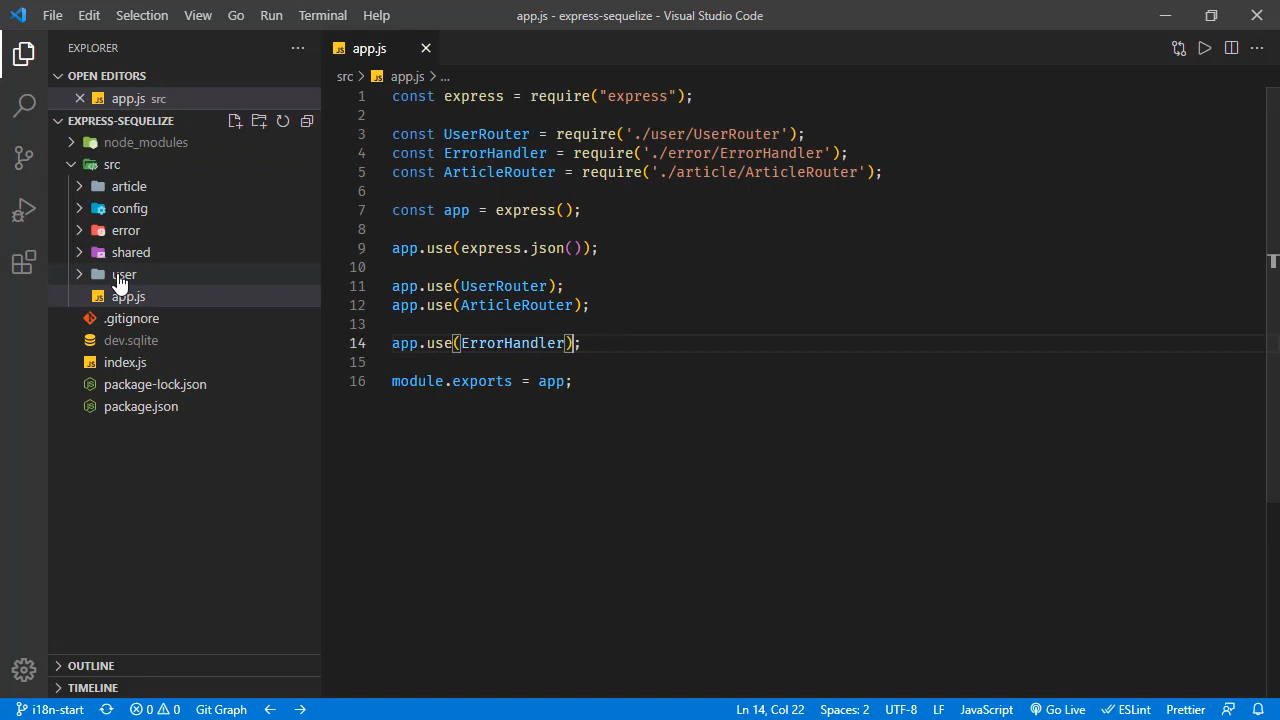 File Edit Selection View Go Run Terminal Help
app.js - express-sequelize - Visual Studio Code
EXPLORER
OPEN EDITORS
app.js src
EXPRESS-SEQUELIZE
node_modules
src
article
config
error
shared
user
app.js
.gitignore
dev.sqlite
index.js
package-lock.json
package.json
OUTLINE
TIMELINE
app.js
src > app.js > ...
1 const express = require("express");
2
3 const UserRouter = require('./user/UserRouter');
4 const ErrorHandler = require('./error/ErrorHandler');
5 const ArticleRouter = require('./article/ArticleRouter');
6
7 const app = express();
8
9 app.use(express.json());
10
11 app.use(UserRouter);
12 app.use(ArticleRouter);
13
14 app.use(ErrorHandler);
15
16 module.exports = app;
i18n-start 0 0 Git Graph Ln 14, Col 22 Spaces: 2 UTF-8 LF JavaScript Go Live ESLint Prettier